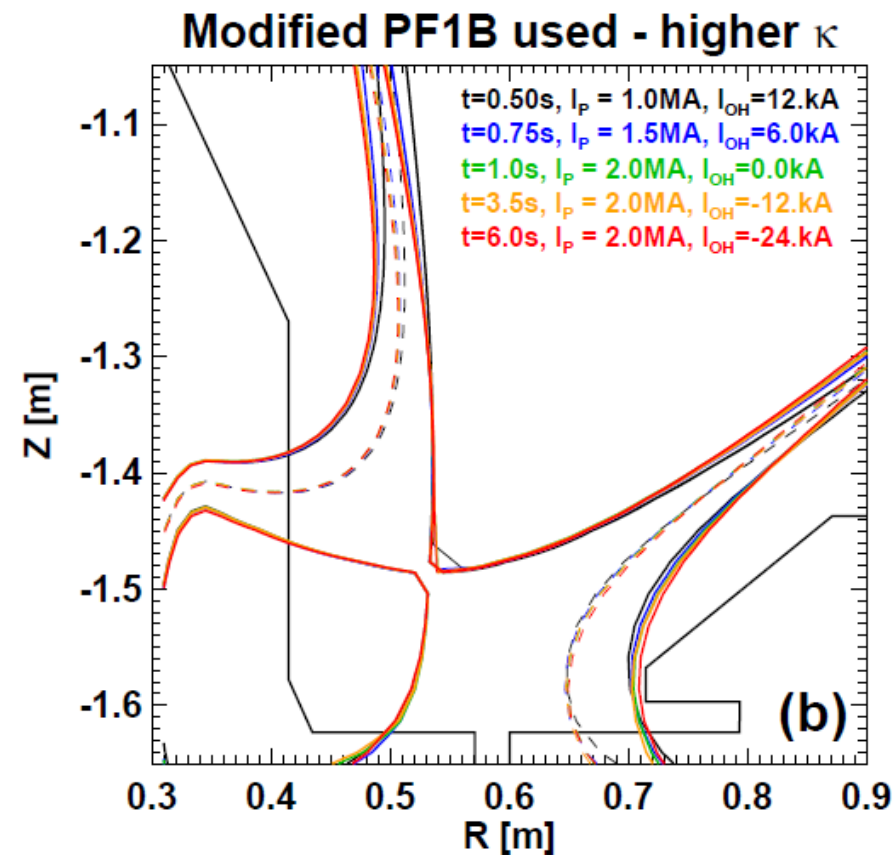 Modified PF1B used - higher κ
t=0.50s, I_P = 1.0MA, I_OH=12.kA
t=0.75s, I_P = 1.5MA, I_OH=6.0kA
t=1.0s, I_P = 2.0MA, I_OH=0.0kA
t=3.5s, I_P = 2.0MA, I_OH=-12.kA
t=6.0s, I_P = 2.0MA, I_OH=-24.kA
-1.1
-1.2
-1.3
-1.4
-1.5
-1.6
Z [m]
(b)
0.3 0.4 0.5 0.6 0.7 0.8 0.9
R [m]